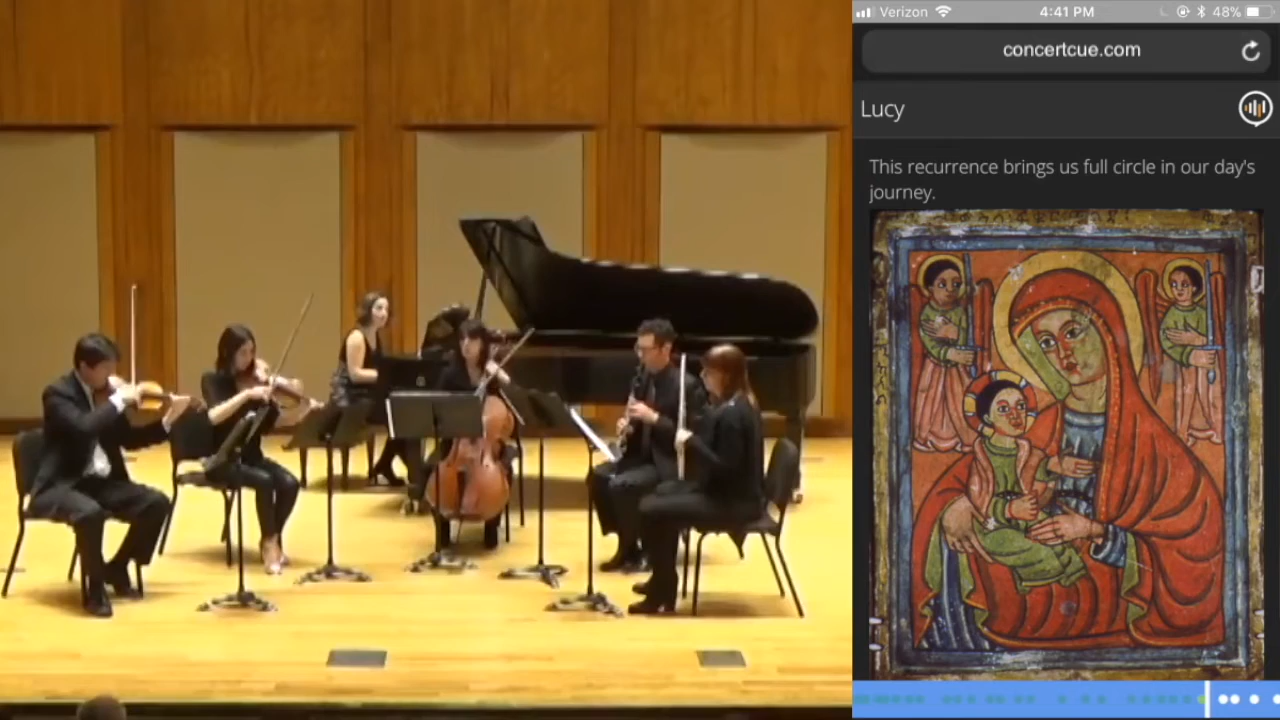 Verizon 4:41 PM 48%
concertcue.com
Lucy
This recurrence brings us full circle in our day's
journey.